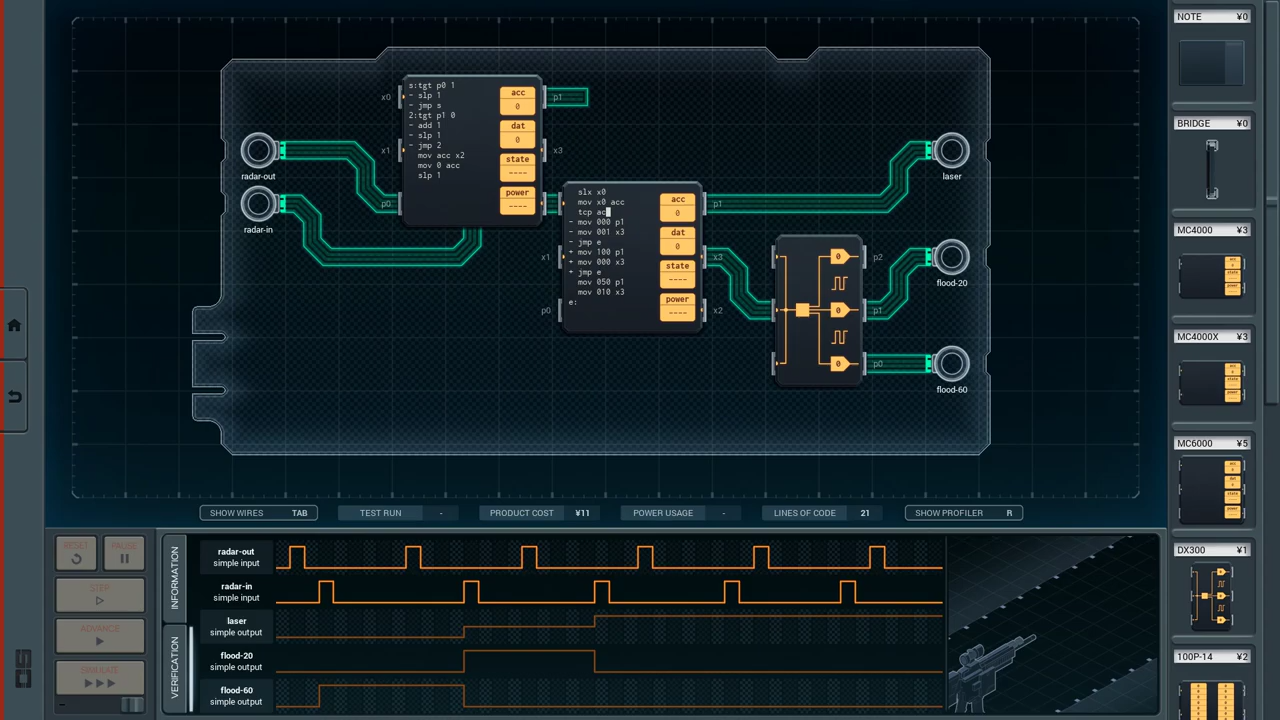 NOTE ¥0
BRIDGE ¥0
MC4000 ¥3
MC4000X ¥3
MC6000 ¥5
DX300 ¥1
100P-14 ¥2
x0
x1
p0
s:tgt p0 1
- slp 1
- jmp s
2:tgt p1 0
- add 1
- slp 1
- jmp 2
mov acc x2
mov 0 acc
slp 1
acc
0
dat
0
state
----
power
----
p1
x3
radar-out
radar-in
x1
p0
slx x0
mov x0 acc
tcp ac
- mov 000 p1
- mov 001 x3
- jmp e
+ mov 100 p1
+ mov 000 x3
+ jmp e
mov 050 p1
mov 010 x3
e:
acc
0
dat
0
state
----
power
----
p1
x3
x2
0
0
0
p2
p1
p0
laser
flood-20
flood-60
SHOW WIRES TAB
TEST RUN -
PRODUCT COST ¥11
POWER USAGE -
LINES OF CODE 21
SHOW PROFILER R
RESET
PAUSE
STEP
ADVANCE
SIMULATE
INFORMATION
VERIFICATION
radar-out
simple input
radar-in
simple input
laser
simple output
flood-20
simple output
flood-60
simple output